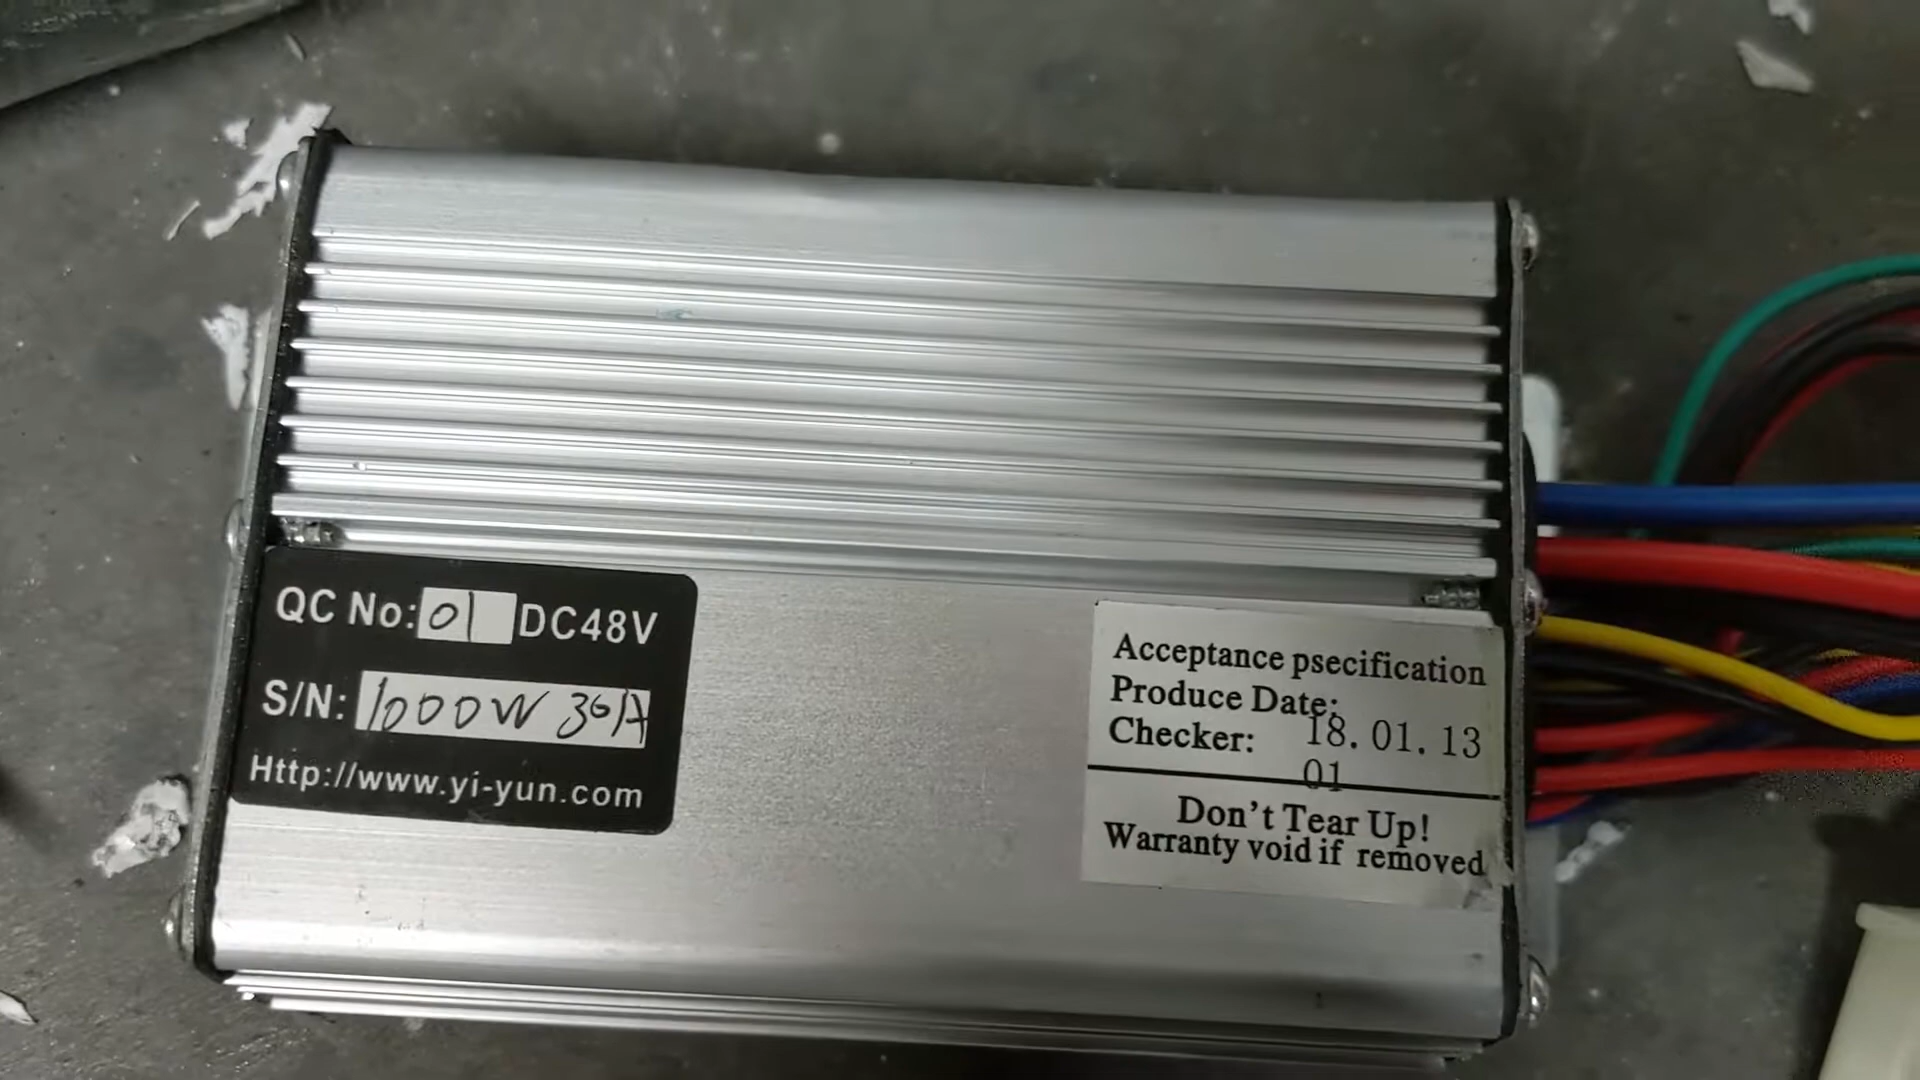 QC No: 01 DC48V
S/N: 1000W 30A
Http://www.yi-yun.com
Acceptance psecification
Produce Date:
18. 01. 13
Checker:
01
Don't Tear Up!
Warranty void if removed